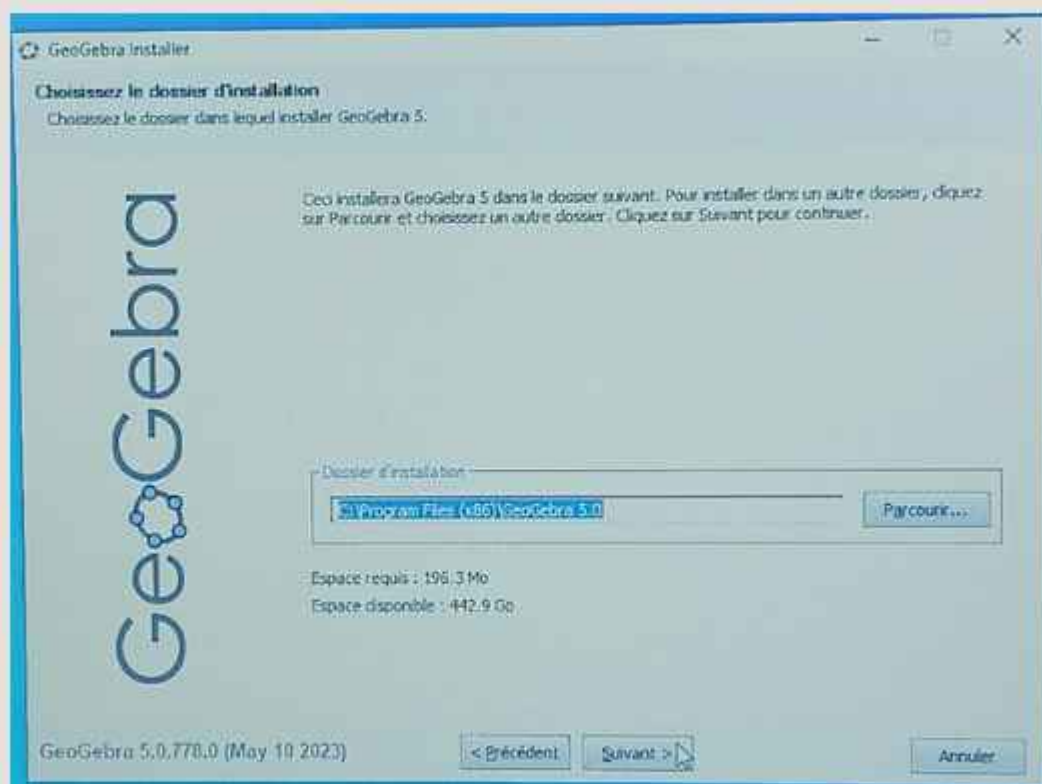 GeoGebra Installer
Choisissez le dossier d'installation
Choisissez le dossier dans lequel installer GeoGebra 5.
GeoGebra
Ceci installera GeoGebra 5 dans le dossier suivant. Pour installer dans un autre dossier, cliquez
sur Parcourir et choisissez un autre dossier. Cliquez sur Suivant pour continuer.
Dossier d'installation
C:\Program Files (x86)\GeoGebra 5.0
Parcourir...
Espace requis : 196.3 Mo
Espace disponible : 442.9 Go
GeoGebra 5.0.778.0 (May 10 2023)
< Précédent
Suivant >
Annuler